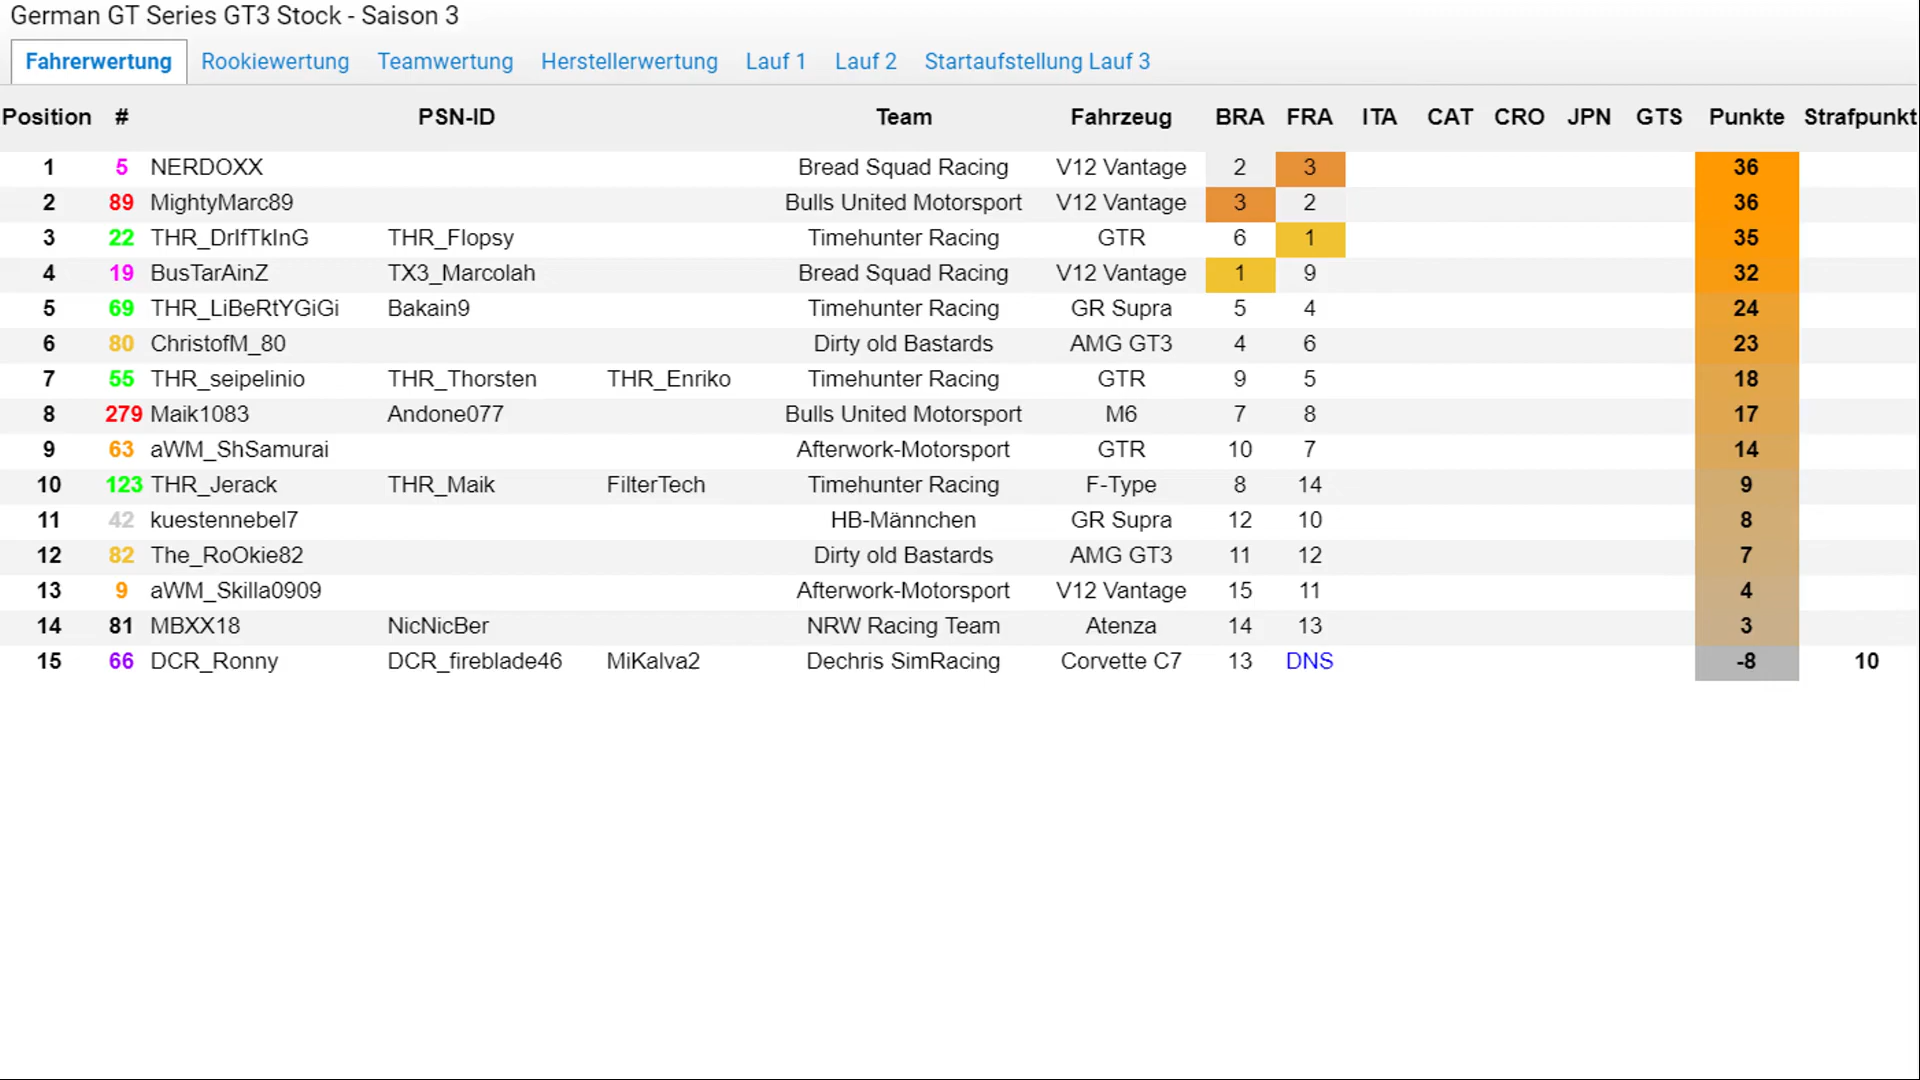 German GT Series GT3 Stock - Saison 3
Fahrerwertung Rookiewertung Teamwertung Herstellerwertung Lauf 1 Lauf 2 Startaufstellung Lauf 3
Position # PSN-ID Team Fahrzeug BRA FRA ITA CAT CRO JPN GTS Punkte Strafpunkt
1 5 NERDOXX Bread Squad Racing V12 Vantage 2 3 36
2 89 MightyMarc89 Bulls United Motorsport V12 Vantage 3 2 36
3 22 THR_DrIfTkInG THR_Flopsy Timehunter Racing GTR 6 1 35
4 19 BusTarAinZ TX3_Marcolah Bread Squad Racing V12 Vantage 1 9 32
5 69 THR_LiBeRtYGiGi Bakain9 Timehunter Racing GR Supra 5 4 24
6 80 ChristofM_80 Dirty old Bastards AMG GT3 4 6 23
7 55 THR_seipelinio THR_Thorsten THR_Enriko Timehunter Racing GTR 9 5 18
8 279 Maik1083 Andone077 Bulls United Motorsport M6 7 8 17
9 63 aWM_ShSamurai Afterwork-Motorsport GTR 10 7 14
10 123 THR_Jerack THR_Maik FilterTech Timehunter Racing F-Type 8 14 9
11 42 kuestennebel7 HB-Männchen GR Supra 12 10 8
12 82 The_RoOkie82 Dirty old Bastards AMG GT3 11 12 7
13 9 aWM_Skilla0909 Afterwork-Motorsport V12 Vantage 15 11 4
14 81 MBXX18 NicNicBer NRW Racing Team Atenza 14 13 3
15 66 DCR_Ronny DCR_fireblade46 MiKalva2 Dechris SimRacing Corvette C7 13 DNS -8 10